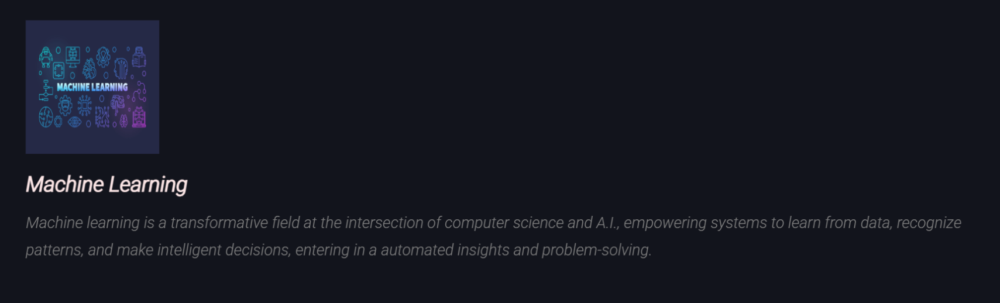 MACHINE LEARNING
Machine Learning
Machine learning is a transformative field at the intersection of computer science and A.I., empowering systems to learn from data, recognize
patterns, and make intelligent decisions, entering in a automated insights and problem-solving.